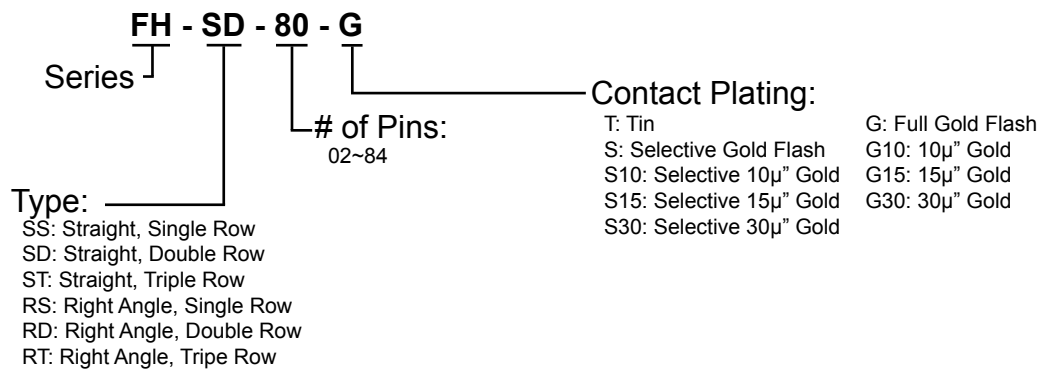 FH - SD - 80 - G
Series
Contact Plating:
T: Tin
S: Selective Gold Flash
S10: Selective 10µ” Gold
S15: Selective 15µ” Gold
S30: Selective 30µ” Gold
G: Full Gold Flash
G10: 10µ” Gold
G15: 15µ” Gold
G30: 30µ” Gold
# of Pins:
02~84
Type:
SS: Straight, Single Row
SD: Straight, Double Row
ST: Straight, Triple Row
RS: Right Angle, Single Row
RD: Right Angle, Double Row
RT: Right Angle, Tripe Row